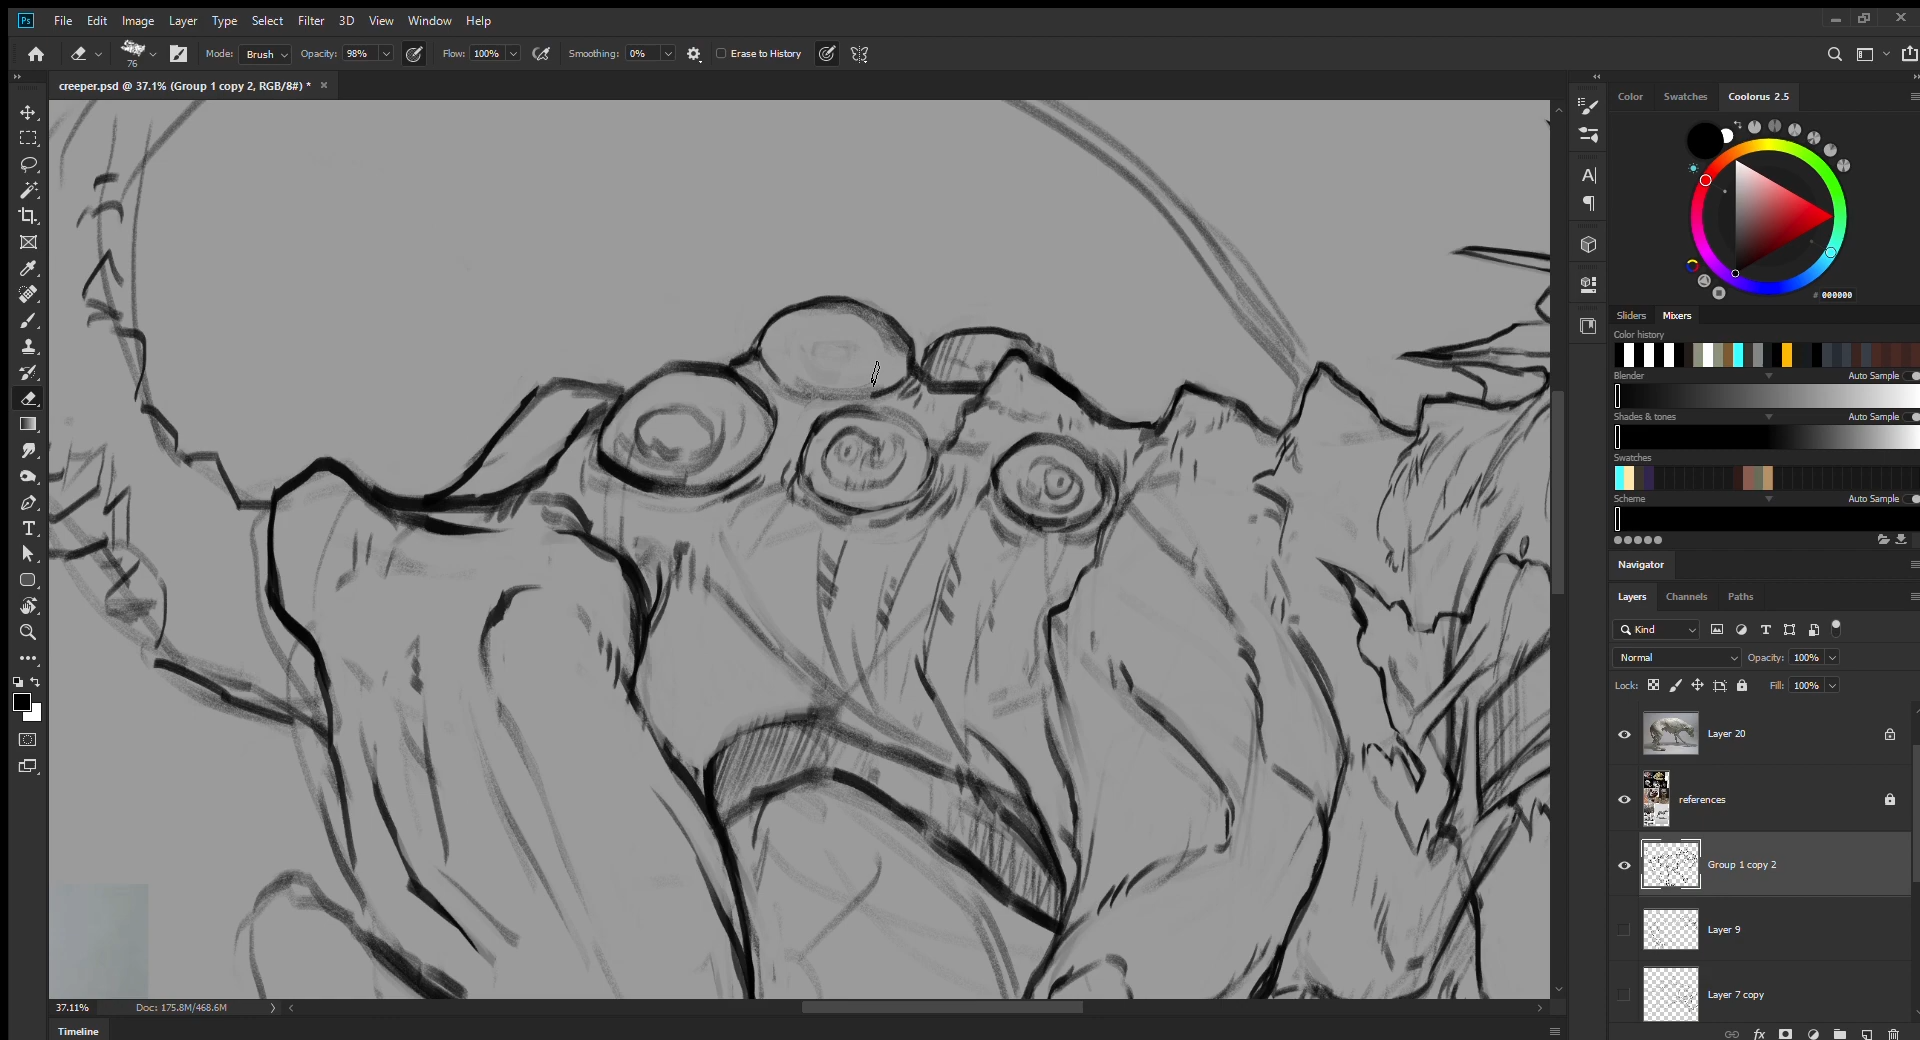 Ps File Edit Image Layer Type Select Filter 3D View Window Help
76 Mode: Brush Opacity: 98% Flow: 100% Smoothing: 0% Erase to History
creeper.psd @ 37.1% (Group 1 copy 2, RGB/8#) *
Color Swatches Coolorus 2.5
# 000000
Sliders Mixers
Color history
Blender Auto Sample
Shades & tones Auto Sample
Swatches
Scheme Auto Sample
Navigator
Layers Channels Paths
Kind
Normal Opacity: 100%
Lock: Fill: 100%
Layer 20
references
Group 1 copy 2
Layer 9
Layer 7 copy
fx
37.11% Doc: 175.8M/468.6M
Timeline